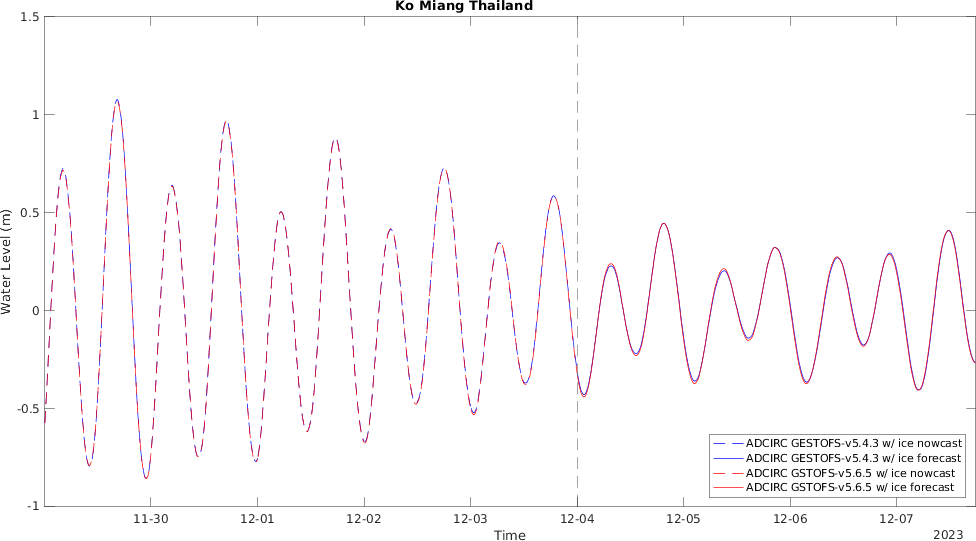 Ko Miang Thailand
1.5
1
0.5
0
-0.5
-1
Water Level (m)
11-30
12-01
12-02
12-03
12-04
12-05
12-06
12-07
Time
2023
ADCIRC GESTOFS-v5.4.3 w/ ice nowcast
ADCIRC GESTOFS-v5.4.3 w/ ice forecast
ADCIRC GSTOFS-v5.6.5 w/ ice nowcast
ADCIRC GSTOFS-v5.6.5 w/ ice forecast